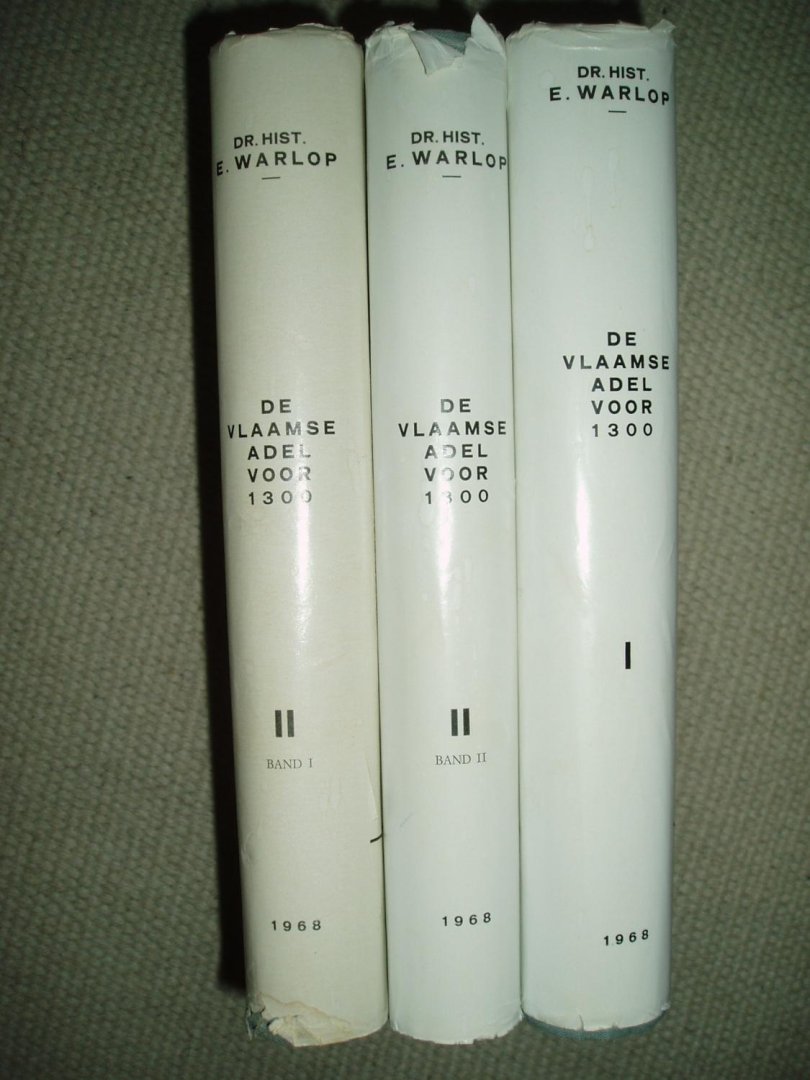 DR. HIST.
E. WARLOP
DE
VLAAMSE
ADEL
VOOR
1300
II
BAND I
1968
DR. HIST.
E. WARLOP
DE
VLAAMSE
ADEL
VOOR
1300
II
BAND II
1968
DR. HIST.
E. WARLOP
DE
VLAAMSE
ADEL
VOOR
1300
I
1968